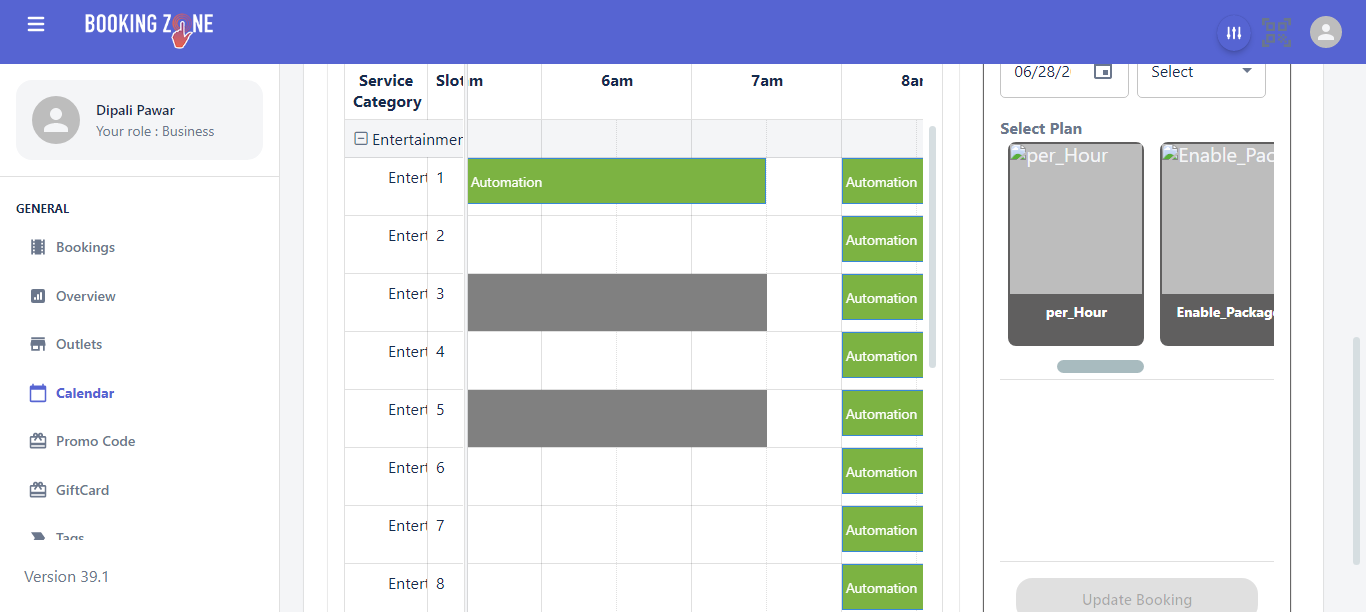 BOOKING ZONE
Dipali Pawar
Your role : Business
GENERAL
Bookings
Overview
Outlets
Calendar
Promo Code
GiftCard
Tags
Version 39.1
Service
Category
Slot
m
6am
7am
8am
Entertainmen
Entert 1
Automation
Automation
Entert 2
Automation
Entert 3
Automation
Entert 4
Automation
Entert 5
Automation
Entert 6
Automation
Entert 7
Automation
Entert 8
Automation
06/28/2
Select
Select Plan
per_Hour
Enable_Pac
per_Hour
Enable_Package
Update Booking